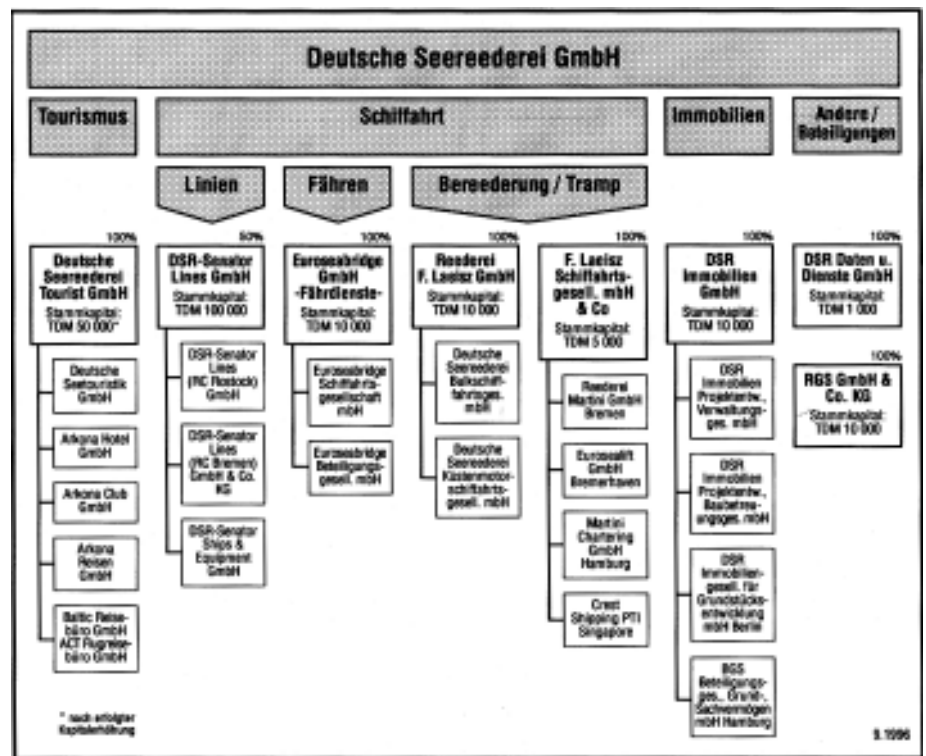 Deutsche Seereederei GmbH
Tourismus
Schiffahrt
Immobilien
Andere /
Beteiligungen
Linien
Fähren
Bereederung / Tramp
100%
Deutsche
Seereederei
Tourist GmbH
Stammkapital:
TDM 50 000*
Deutsche
Seetouristik
GmbH
Arkona Hotel
GmbH
Arkona Club
GmbH
Arkona
Reisen
GmbH
Baltic Reise-
büro GmbH
ACT Flugreise-
büro GmbH
50%
DSR-Senator
Lines GmbH
Stammkapital:
TDM 100 000
DSR-Senator
Lines
(RC Rostock)
GmbH
DSR-Senator
Lines
(RC Bremen)
GmbH & Co.
KG
DSR-Senator
Ships &
Equipment
GmbH
100%
Euroseabridge
GmbH
-Fährdienste-
Stammkapital:
TDM 10 000
Euroseabridge
Schiffahrts-
gesellschaft
mbH
Euroseabridge
Beteiligungs-
gesell. mbH
100%
Reederei
F. Laeisz GmbH
Stammkapital:
TDM 10 000
Deutsche
Seereederei
Bulkschiff-
fahrtsges.
mbH
Deutsche
Seereederei
Küstenmotor-
schiffahrts-
gesell. mbH
100%
F. Laeisz
Schiffahrts-
gesell. mbH
& Co
Stammkapital:
TDM 5 000
Reederei
Martini GmbH
Bremen
Eurosealift
GmbH
Bremerhaven
Martini
Chartering
GmbH
Hamburg
Crest
Shipping PTI
Singapore
100%
DSR
Immobilien
GmbH
Stammkapital:
TDM 10 000
DSR
Immobilien
Projektentw.,
Verwaltungs-
ges. mbH
DSR
Projektentw.,
Baubetreu-
ungsges. mbH
DSR
Immobilien-
gesell. für
Grundstücks-
entwicklung
mbH Berlin
BGS
Beteiligungs-
ges., Grund-,
Sachvermögen
mbH Hamburg
100%
DSR Daten u.
Dienste GmbH
Stammkapital:
TDM 1 000
100%
RGS GmbH &
Co. KG
Stammkapital:
TDM 10 000
* nach erfolgter
Kapitalerhöhung
9.1996